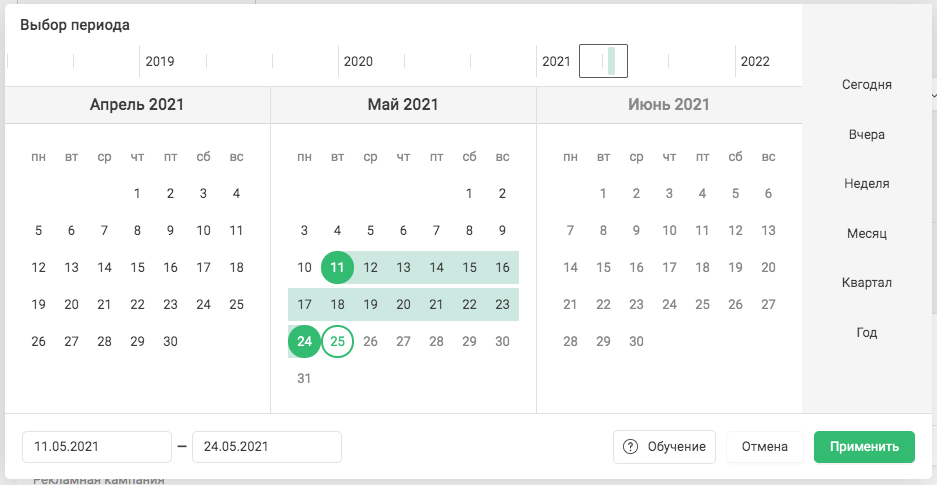 Выбор периода
2019 2020 2021 2022
Апрель 2021 Май 2021 Июнь 2021
пн вт ср чт пт сб вс пн вт ср чт пт сб вс пн вт ср чт пт сб вс
1 2 3 4 1 2 1 2 3 4 5 6
5 6 7 8 9 10 11 3 4 5 6 7 8 9 7 8 9 10 11 12 13
12 13 14 15 16 17 18 10 11 12 13 14 15 16 14 15 16 17 18 19 20
19 20 21 22 23 24 25 17 18 19 20 21 22 23 21 22 23 24 25 26 27
26 27 28 29 30 24 25 26 27 28 29 30 28 29 30
31
Сегодня
Вчера
Неделя
Месяц
Квартал
Год
11.05.2021 — 24.05.2021 ? Обучение Отмена Применить
Рекламная кампания